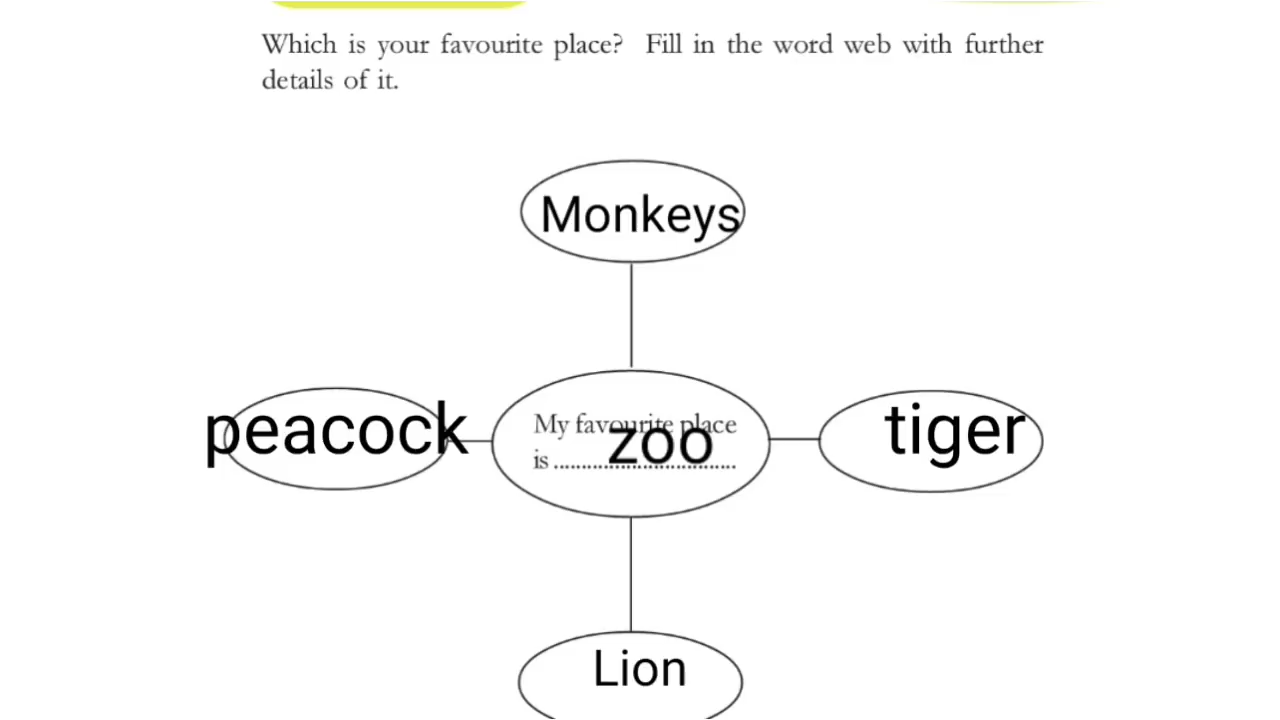 Which is your favourite place? Fill in the word web with further
details of it.
Monkeys
peacock
My favourite place
is .................................
zoo
tiger
Lion